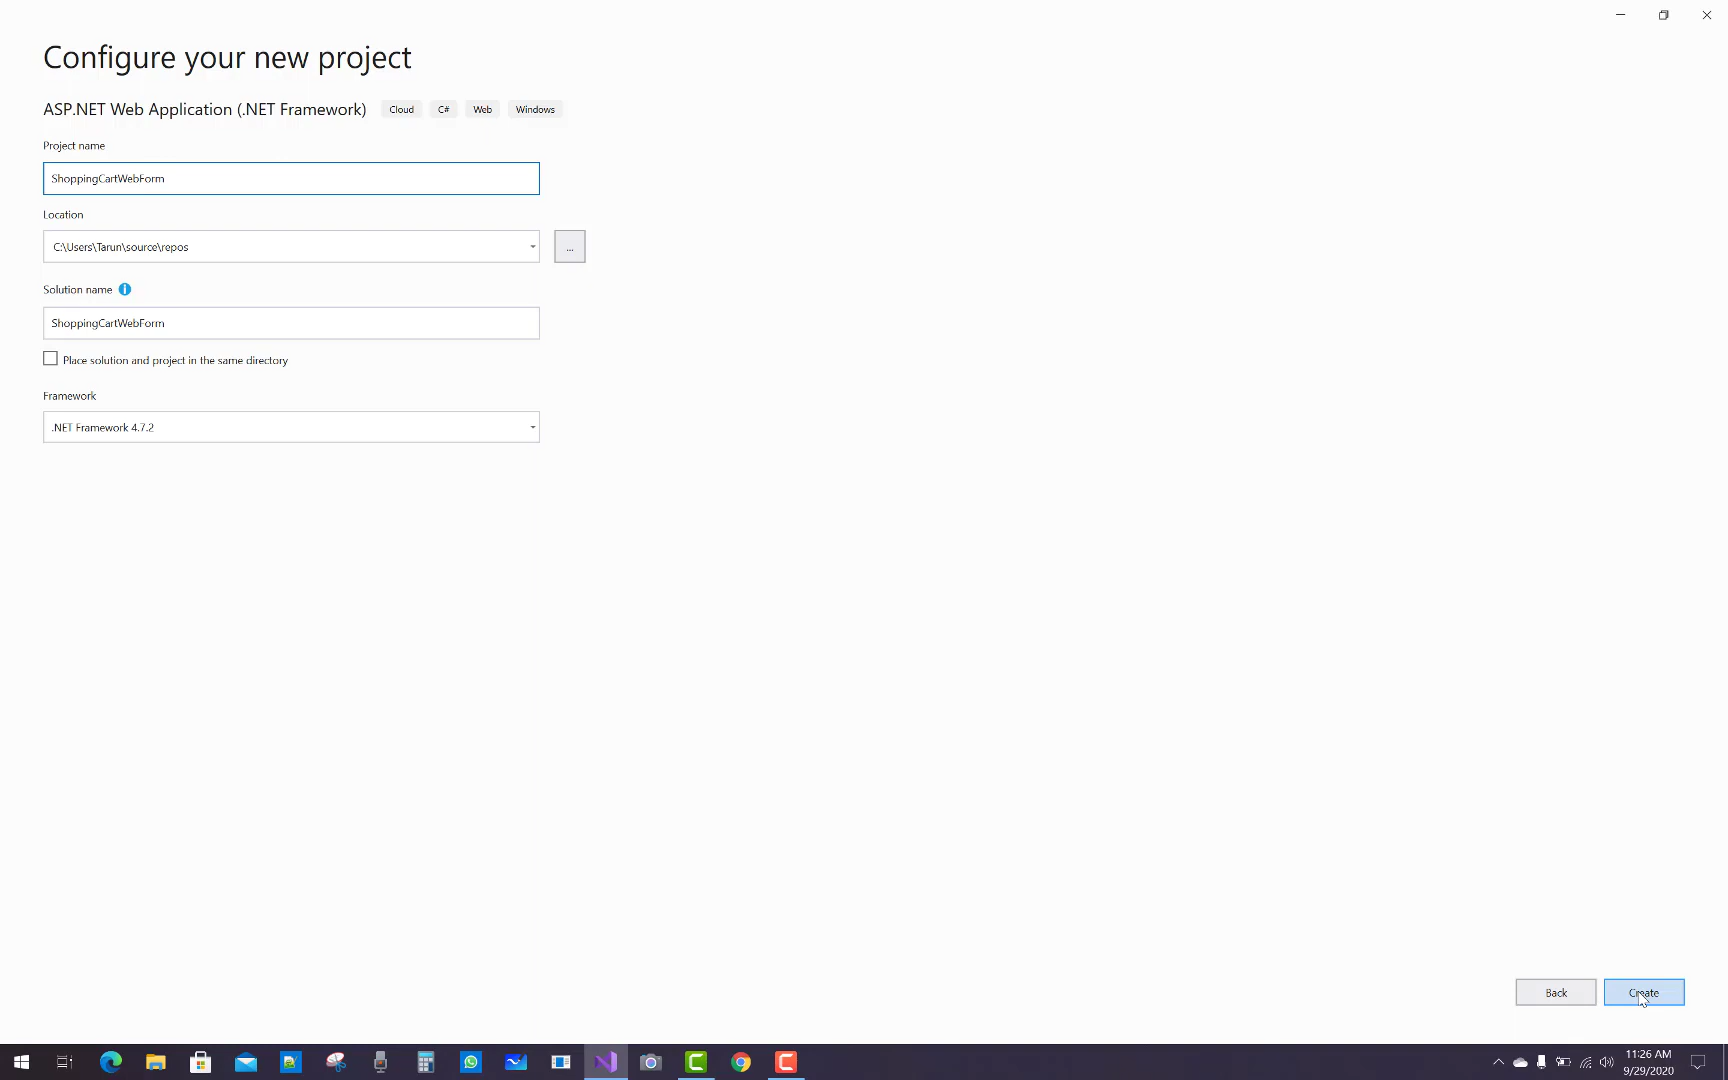 Configure your new project
ASP.NET Web Application (.NET Framework) Cloud C# Web Windows
Project name
ShoppingCartWebForm
Location
C:\Users\Tarun\source\repos
...
Solution name
ShoppingCartWebForm
Place solution and project in the same directory
Framework
.NET Framework 4.7.2
Back
Create
11:26 AM
9/29/2020